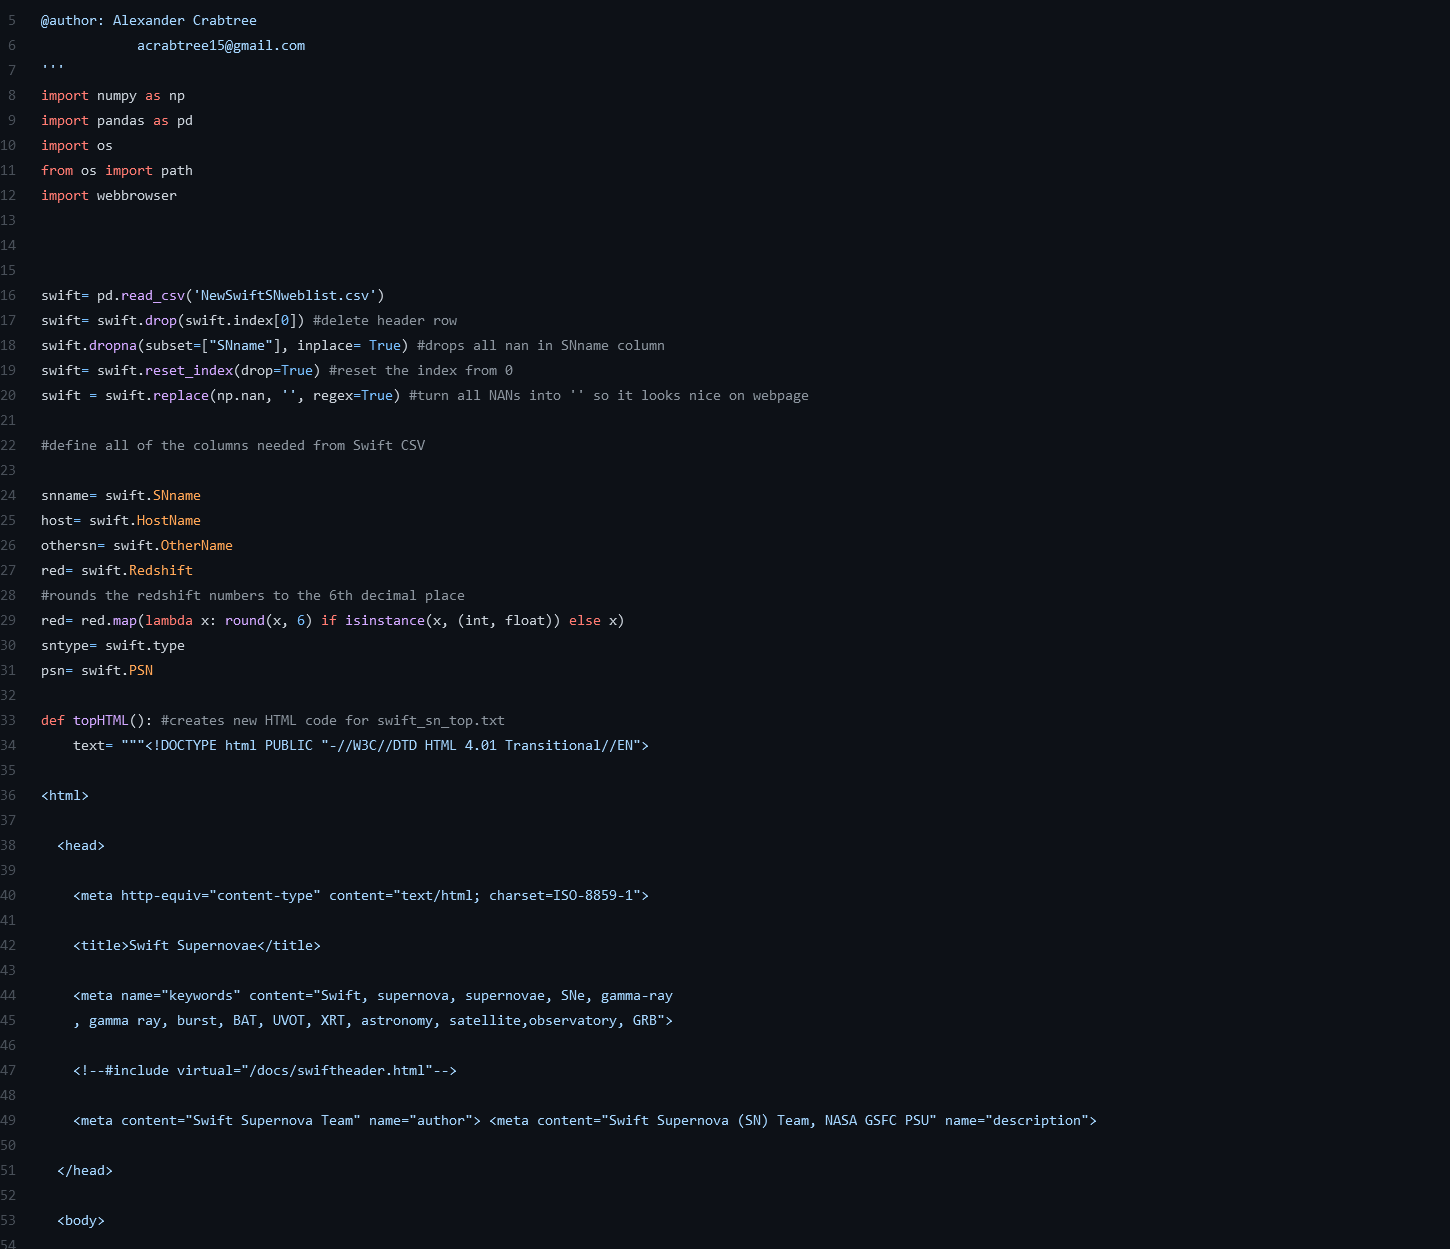 5 @author: Alexander Crabtree
6 acrabtree15@gmail.com
7 '''
8 import numpy as np
9 import pandas as pd
10 import os
11 from os import path
12 import webbrowser
13
14
15
16 swift= pd.read_csv('NewSwiftSNweblist.csv')
17 swift= swift.drop(swift.index[0]) #delete header row
18 swift.dropna(subset=["SNname"], inplace= True) #drops all nan in SNname column
19 swift= swift.reset_index(drop=True) #reset the index from 0
20 swift = swift.replace(np.nan, '', regex=True) #turn all NANs into '' so it looks nice on webpage
21
22 #define all of the columns needed from Swift CSV
23
24 snname= swift.SNname
25 host= swift.HostName
26 othersn= swift.OtherName
27 red= swift.Redshift
28 #rounds the redshift numbers to the 6th decimal place
29 red= red.map(lambda x: round(x, 6) if isinstance(x, (int, float)) else x)
30 sntype= swift.type
31 psn= swift.PSN
32
33 def topHTML(): #creates new HTML code for swift_sn_top.txt
34 text= """<!DOCTYPE html PUBLIC "-//W3C//DTD HTML 4.01 Transitional//EN">
35
36 <html>
37
38 <head>
39
40 <meta http-equiv="content-type" content="text/html; charset=ISO-8859-1">
41
42 <title>Swift Supernovae</title>
43
44 <meta name="keywords" content="Swift, supernova, supernovae, SNe, gamma-ray
45 , gamma ray, burst, BAT, UVOT, XRT, astronomy, satellite,observatory, GRB">
46
47 <!--#include virtual="/docs/swiftheader.html"-->
48
49 <meta content="Swift Supernova Team" name="author"> <meta content="Swift Supernova (SN) Team, NASA GSFC PSU" name="description">
50
51 </head>
52
53 <body>
54